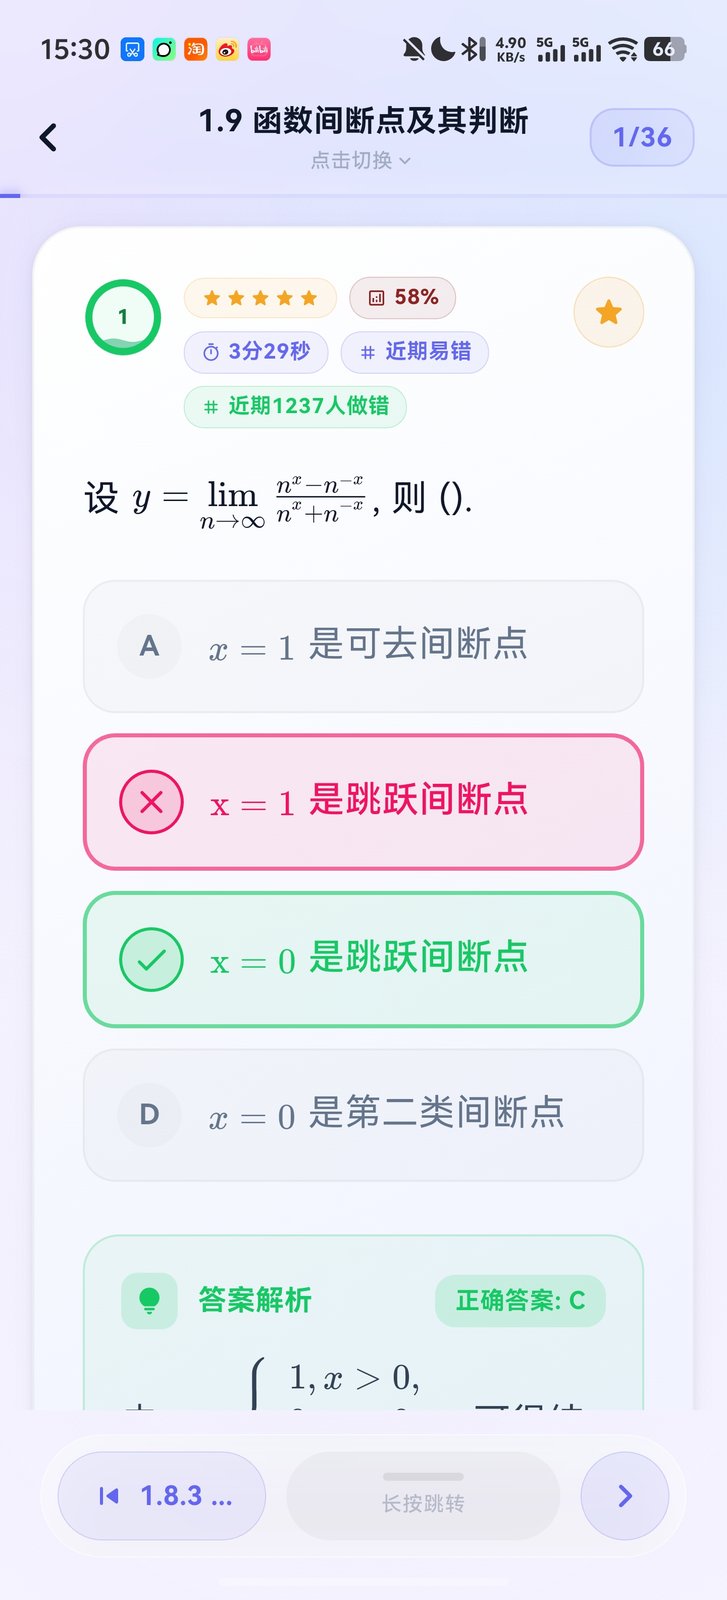 15:30
4.90
KB/s
5G
5G
66
1.9 函数间断点及其判断
点击切换
1/36
1
58%
3分29秒
# 近期易错
# 近期1237人做错
设 y = lim n→∞ (n^x − n^−x)/(n^x + n^−x), 则 ().
A x = 1 是可去间断点
x = 1 是跳跃间断点
x = 0 是跳跃间断点
D x = 0 是第二类间断点
答案解析
正确答案: C
1, x > 0,
1.8.3 ...
长按跳转